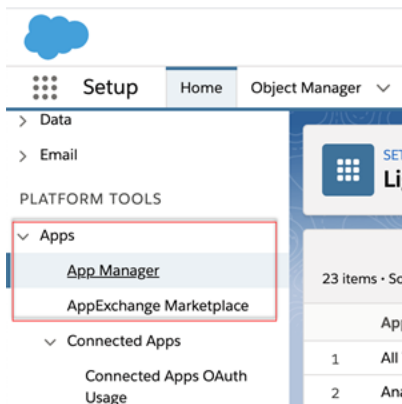 Setup
Home
Object Manager
Data
Email
PLATFORM TOOLS
Apps
App Manager
AppExchange Marketplace
Connected Apps
Connected Apps OAuth
Usage
23 items
1
All
2